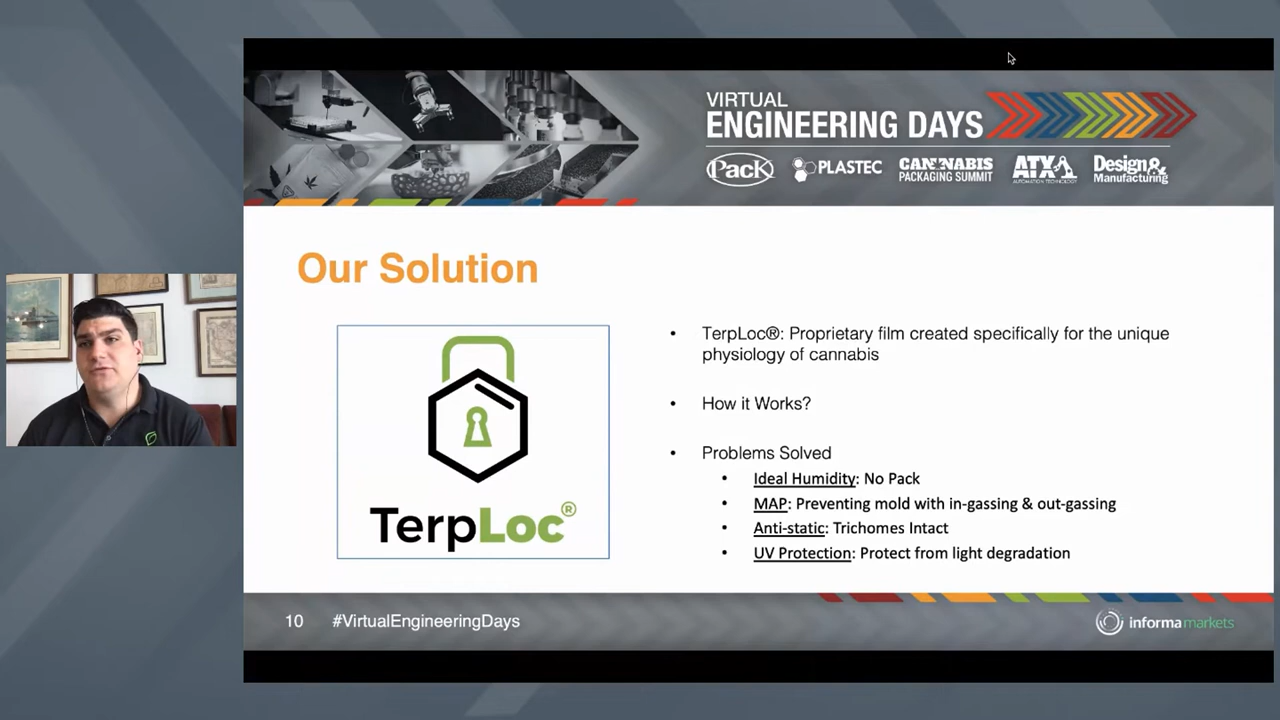 VIRTUAL
ENGINEERING DAYS
PACK
PLASTEC
CANNABIS
PACKAGING SUMMIT
ATX
AUTOMATION TECHNOLOGY
Design&
Manufacturing
Our Solution
TerpLoc®
• TerpLoc®: Proprietary film created specifically for the unique
physiology of cannabis
• How it Works?
• Problems Solved
• Ideal Humidity: No Pack
• MAP: Preventing mold with in-gassing & out-gassing
• Anti-static: Trichomes Intact
• UV Protection: Protect from light degradation
10
#VirtualEngineeringDays
informa markets